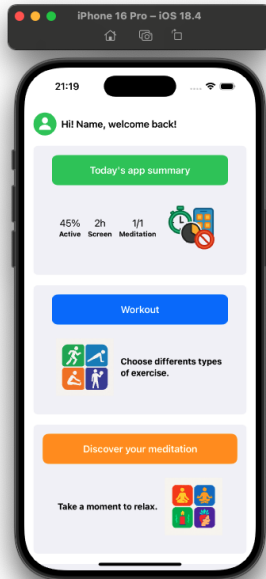 iPhone 16 Pro – iOS 18.4
21:19
Hi! Name, welcome back!
Today's app summary
45% 2h 1/1
Active Screen Meditation
Workout
Choose differents types
of exercise.
Discover your meditation
Take a moment to relax.